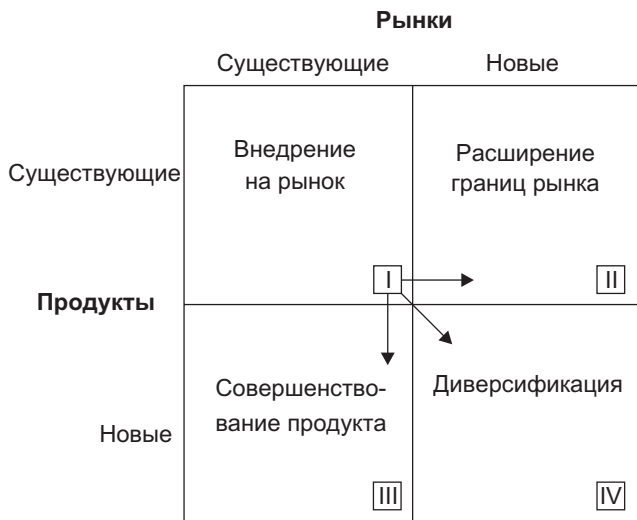 Рынки
Существующие Новые
Существующие
Внедрение
на рынок
Расширение
границ рынка
I
II
Продукты
Новые
Совершенство-
вание продукта
Диверсификация
III
IV